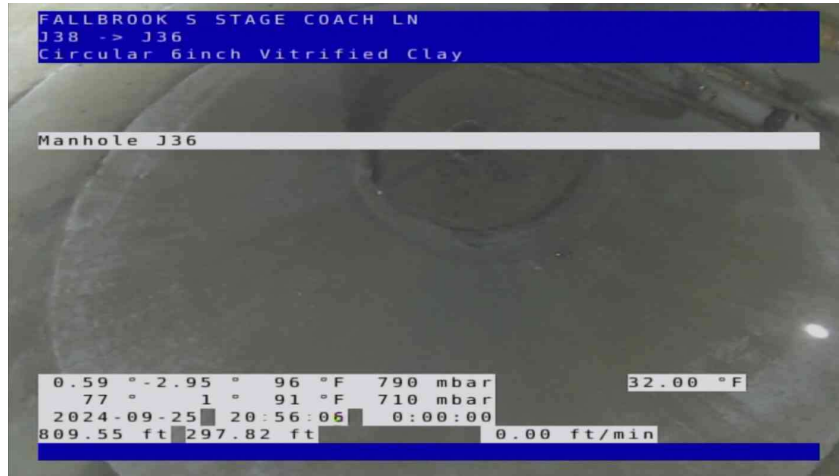 FALLBROOK S STAGE COACH LN
J38 -> J36
Circular 6inch Vitrified Clay
Manhole J36
0.59 °-2.95 ° 96 °F 790 mbar 32.00 °F
77 ° 1 ° 91 °F 710 mbar
2024-09-25 20:56:06 0:00:00
809.55 ft 297.82 ft 0.00 ft/min